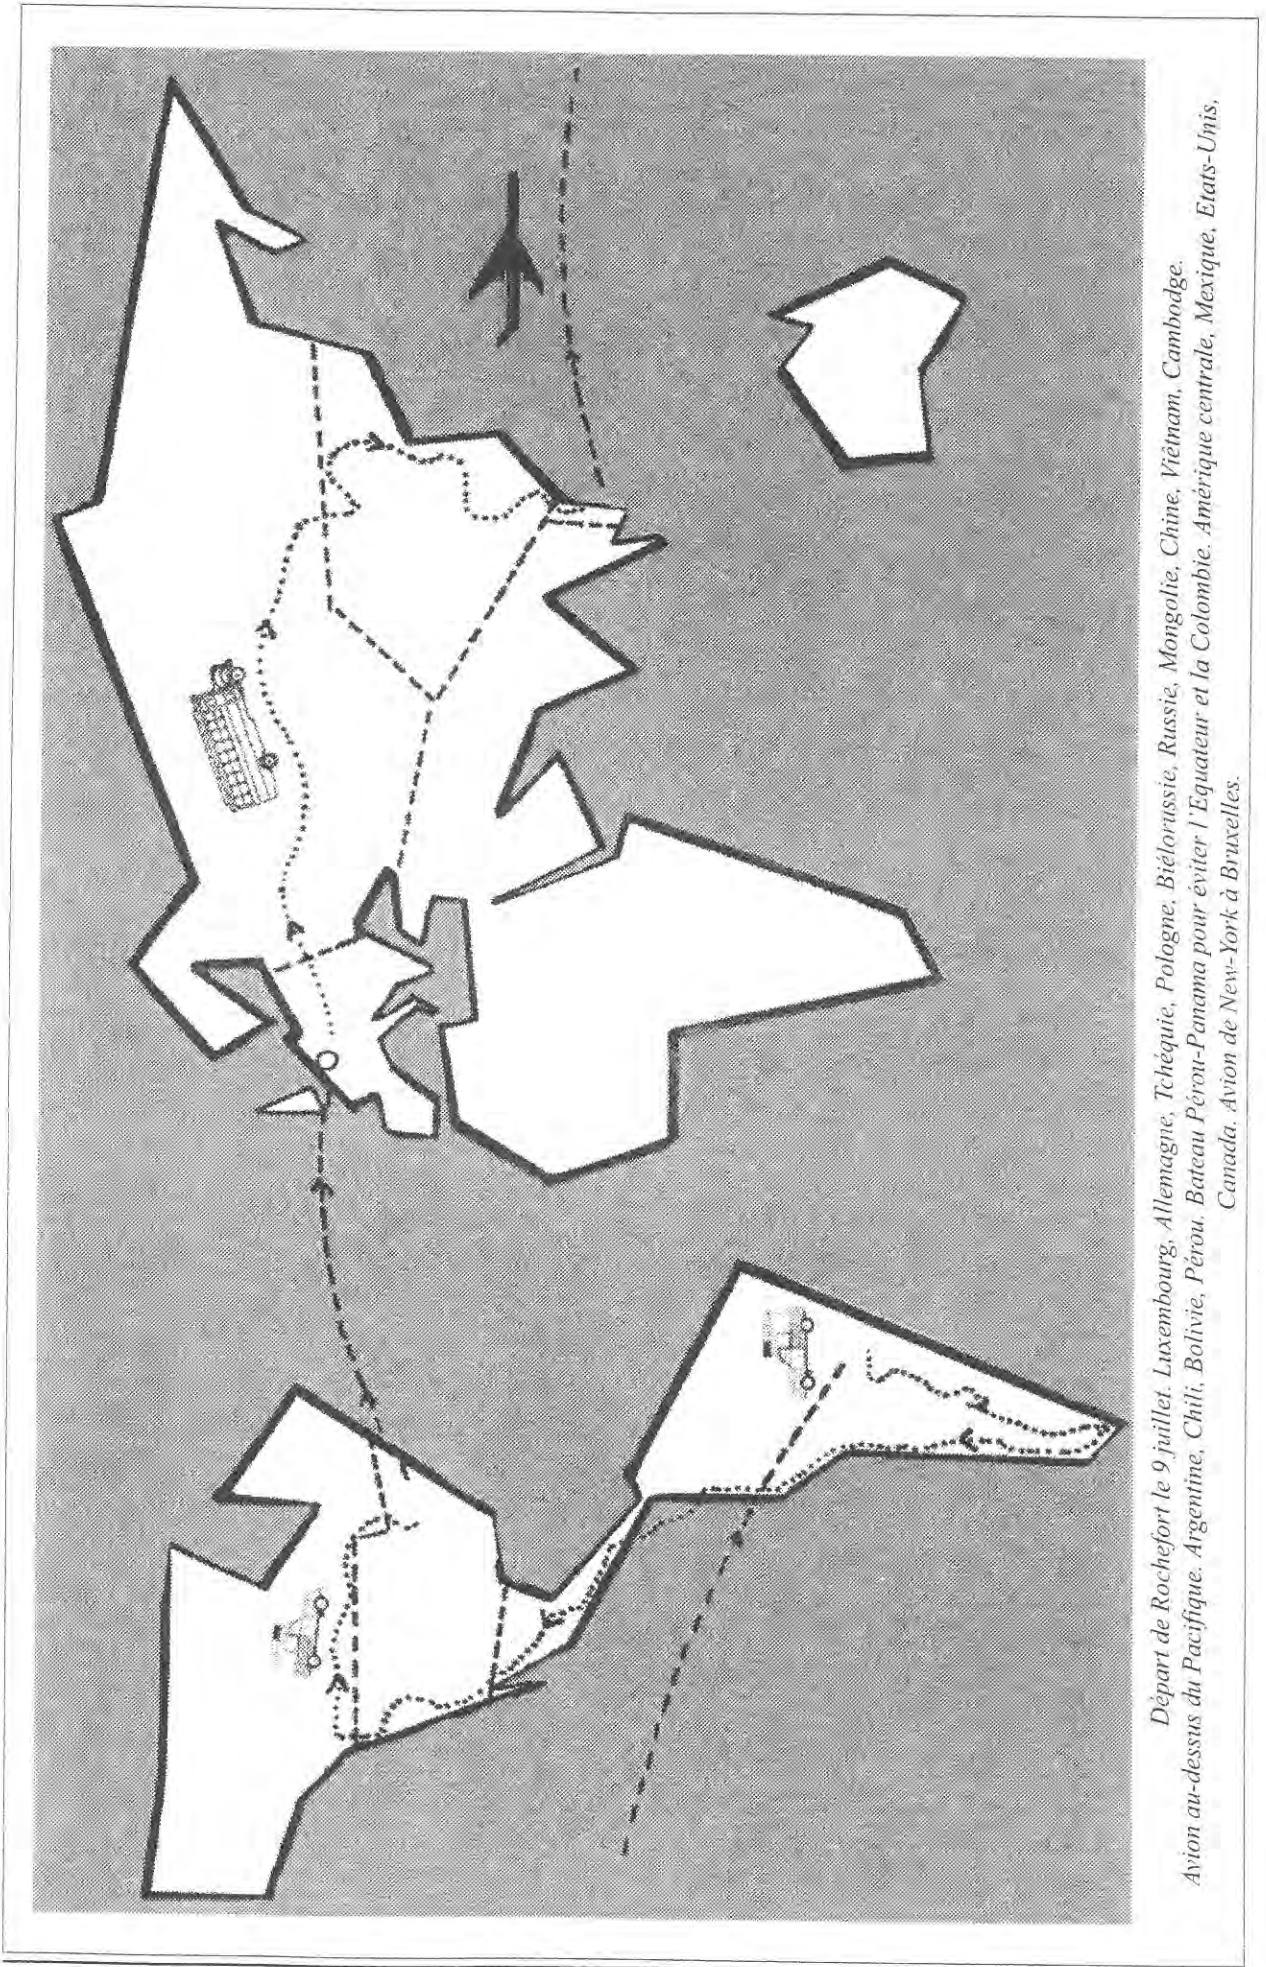 Départ de Rochefort le 9 juillet. Luxembourg, Allemagne, Tchéquie, Pologne, Biélorussie, Russie, Mongolie, Chine, Viêtnam, Cambodge.
Avion au-dessus du Pacifique. Argentine, Chili, Bolivie, Pérou. Bateau Pérou-Panama pour éviter l'Equateur et la Colombie. Amérique centrale, Mexique, Etats-Unis,
Canada. Avion de New-York à Bruxelles.